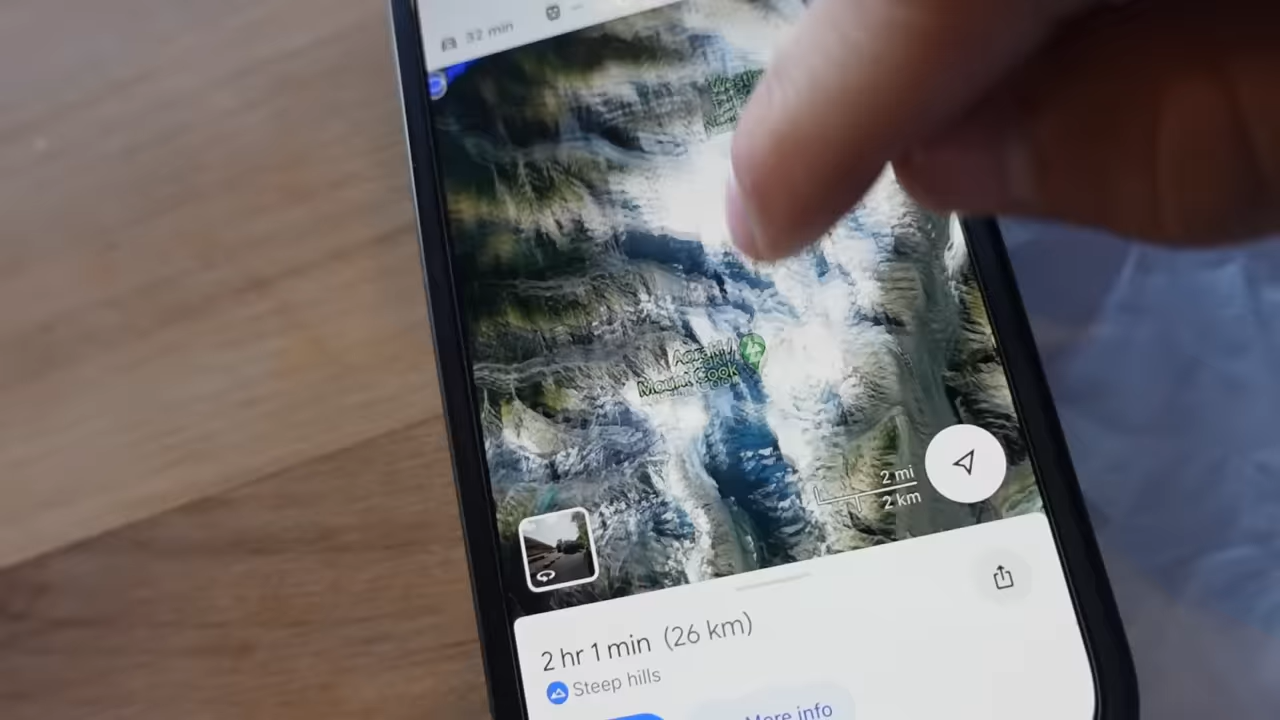 32 min
Westl
Aoraki/
Mount Cook
2 mi
2 km
2 hr 1 min (26 km)
Steep hills
More info